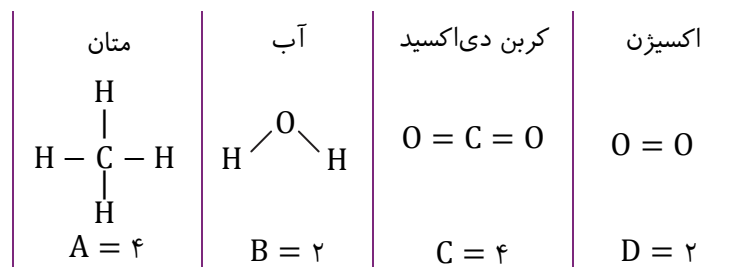 اکسیژن
O = O
D = ۲
کربن دی‌اکسید
O = C = O
C = ۴
آب
O
H H
B = ۲
متان
H
H – C – H
H
A = ۴